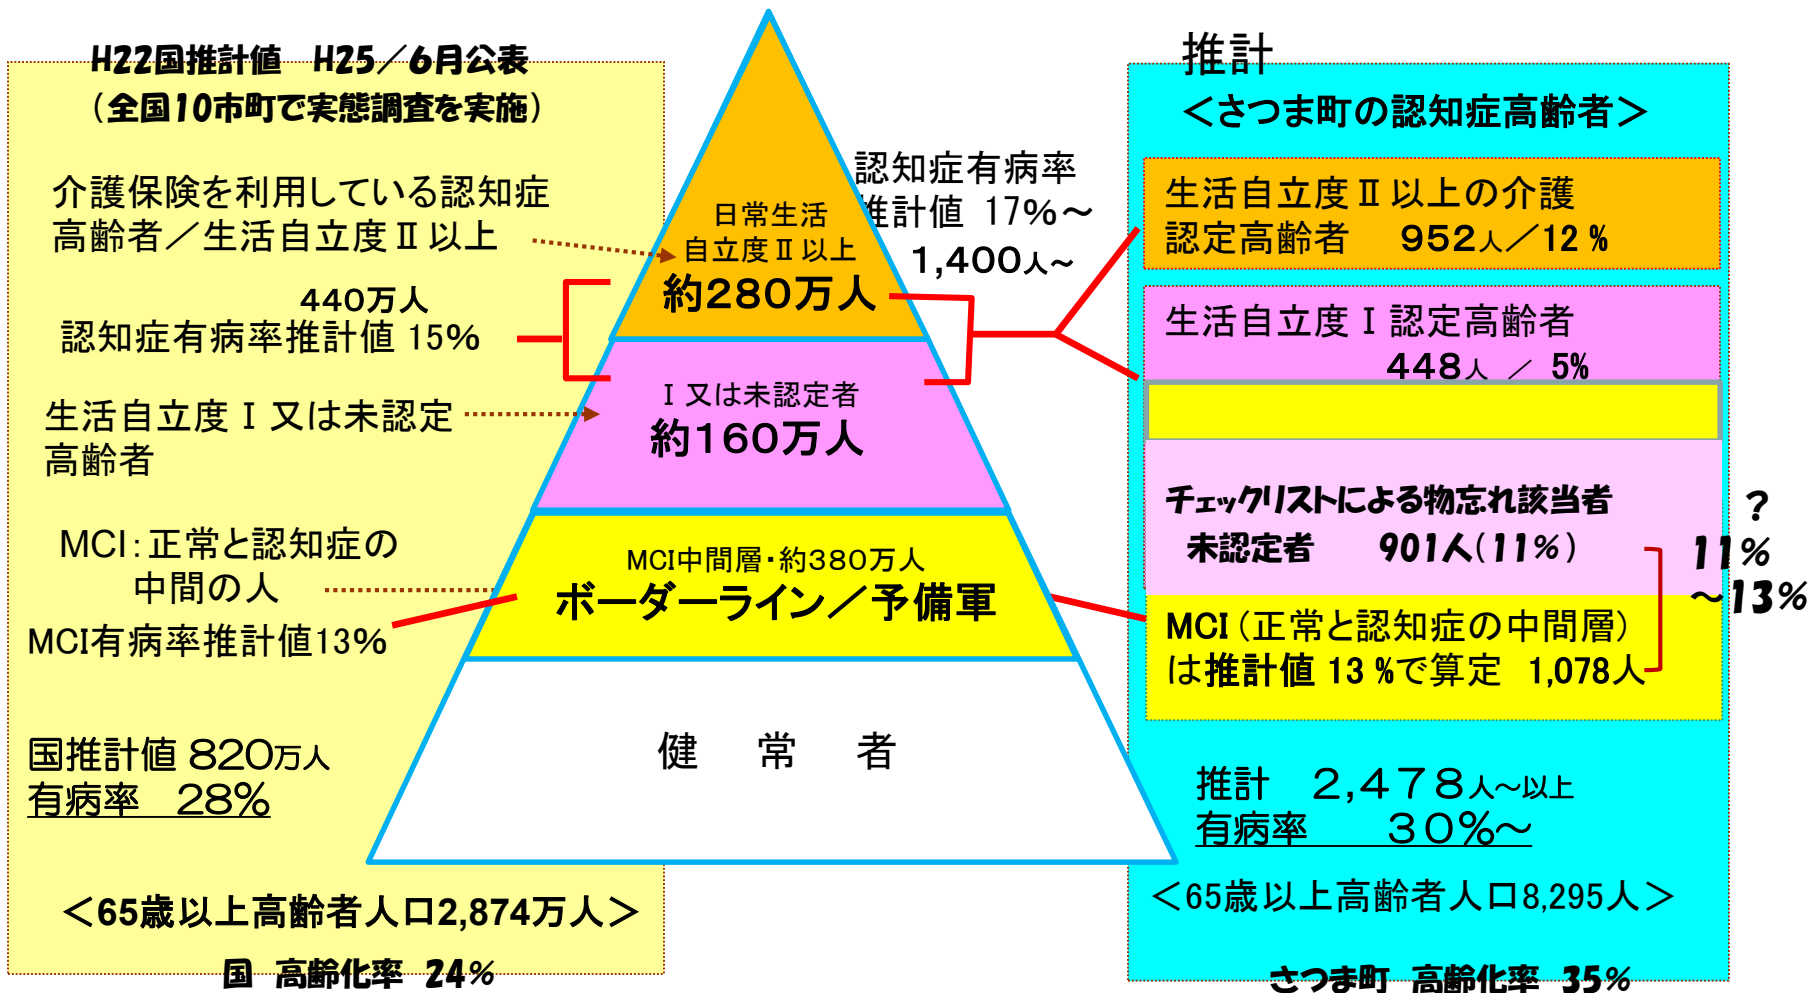 H22国推計値　H25／6月公表
（全国10市町で実態調査を実施）
介護保険を利用している認知症
高齢者／生活自立度Ⅱ以上
440万人
認知症有病率推計値 15%
生活自立度Ⅰ又は未認定
高齢者
MCI：正常と認知症の
中間の人
MCI有病率推計値13%
国推計値 820万人
有病率　28%
＜65歳以上高齢者人口2,874万人＞
国　高齢化率　24%
日常生活
自立度Ⅱ以上
約280万人
Ⅰ又は未認定者
約160万人
MCI中間層・約380万人
ボーダーライン／予備軍
健　常　者
認知症有病率
推計値 17%～
1,400人～
推計
＜さつま町の認知症高齢者＞
生活自立度Ⅱ以上の介護
認定高齢者　952人／12％
生活自立度Ⅰ認定高齢者
448人 ／ 5%
チェックリストによる物忘れ該当者
未認定者　901人(11%)
？
11%
～13%
MCI（正常と認知症の中間層）
は推計値 13 %で算定　1,078人
推計　2,478人～以上
有病率　30%～
＜65歳以上高齢者人口8,295人＞
さつま町　高齢化率　35%